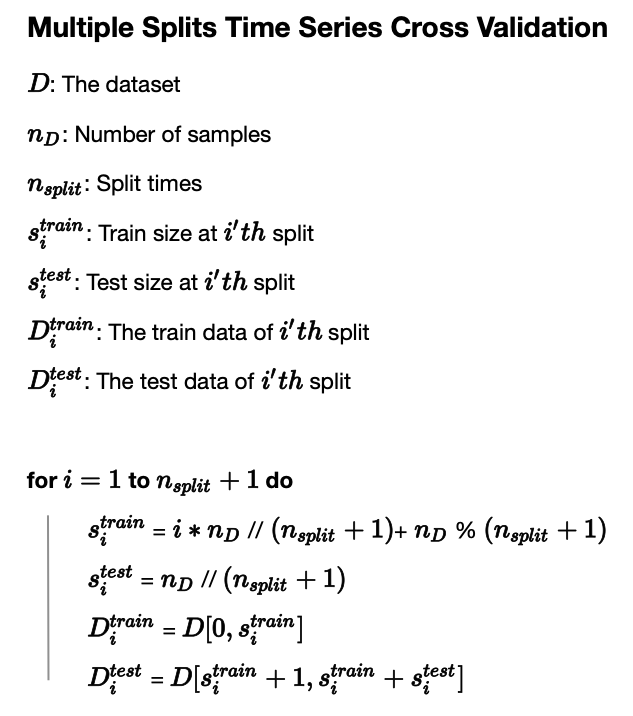 Multiple Splits Time Series Cross Validation
D: The dataset
n_D: Number of samples
n_{split}: Split times
s_i^{train}: Train size at i'th split
s_i^{test}: Test size at i'th split
D_i^{train}: The train data of i'th split
D_i^{test}: The test data of i'th split
for i = 1 to n_{split} + 1 do
s_i^{train} = i * n_D // (n_{split} + 1)+ n_D % (n_{split} + 1)
s_i^{test} = n_D // (n_{split} + 1)
D_i^{train} = D[0, s_i^{train}]
D_i^{test} = D[s_i^{train} + 1, s_i^{train} + s_i^{test}]